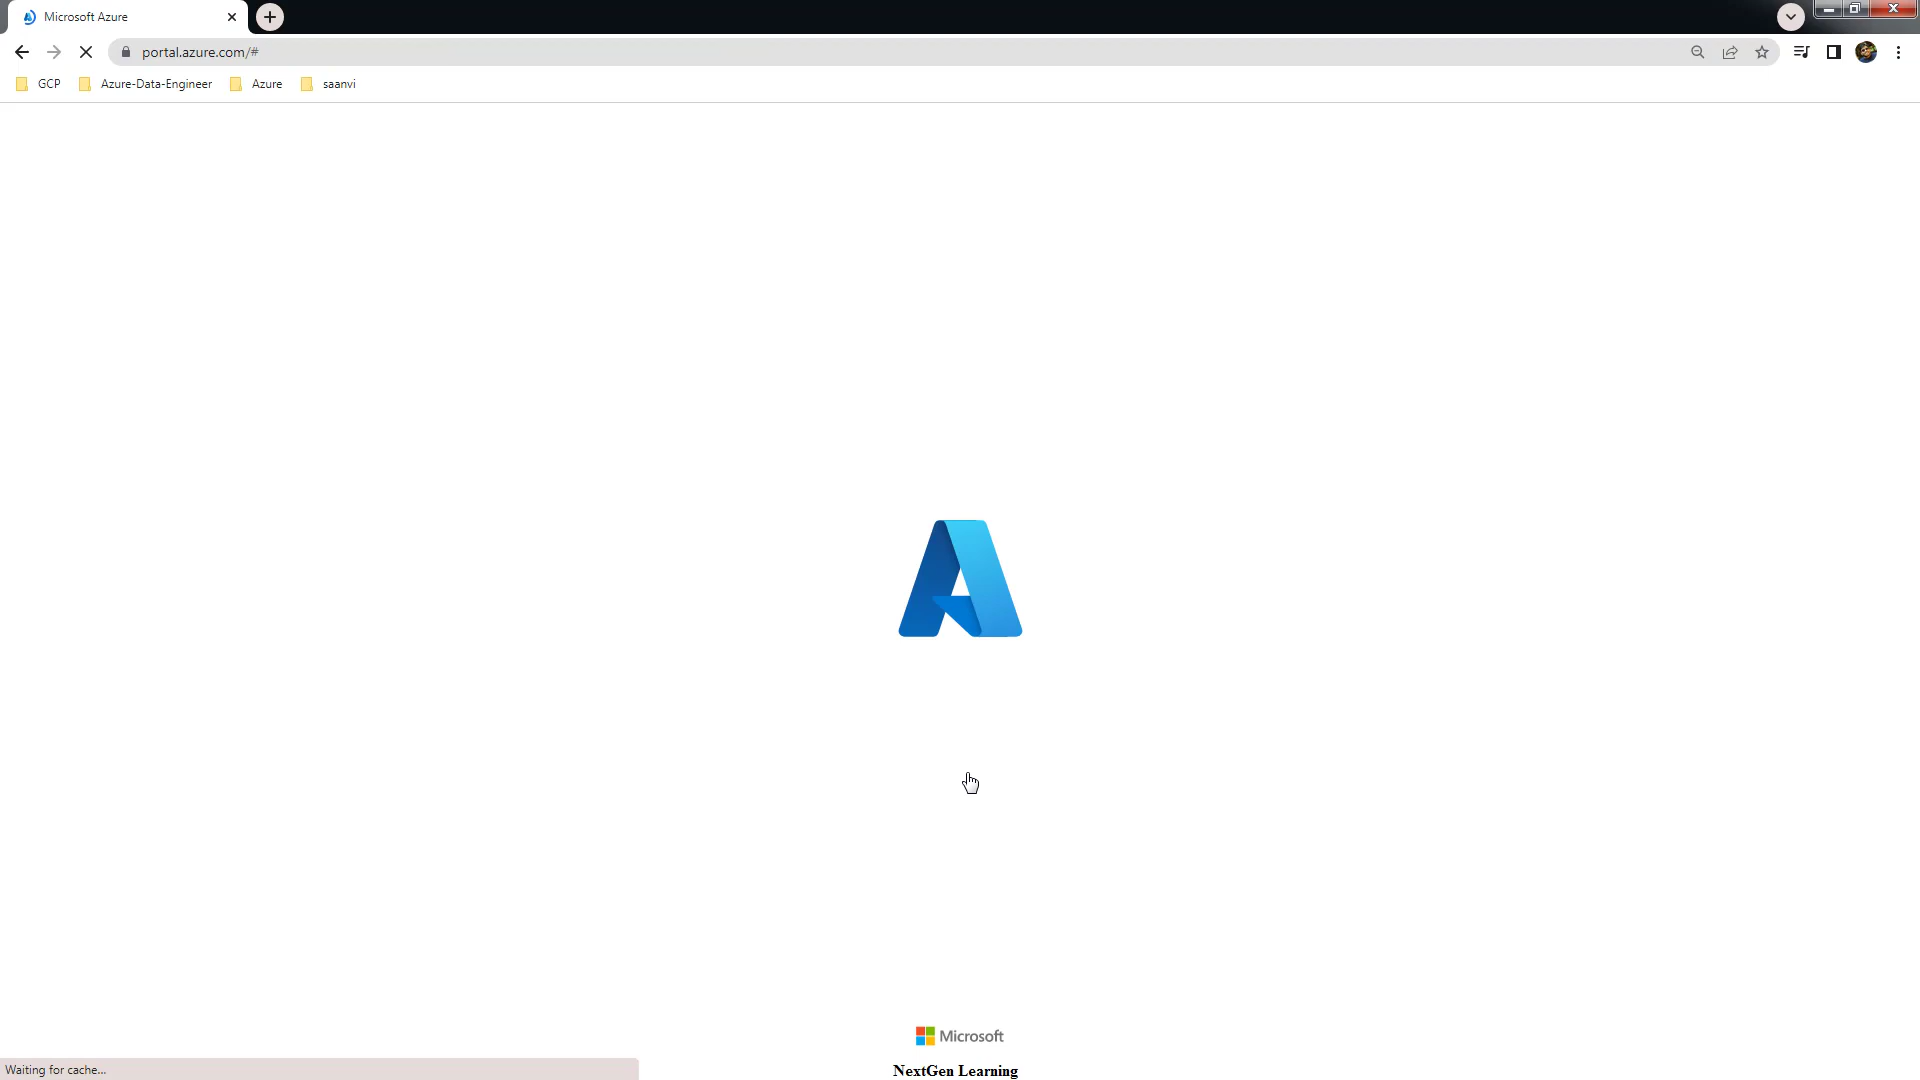 Microsoft Azure
portal.azure.com/#
GCP
Azure-Data-Engineer
Azure
saanvi
Microsoft
NextGen Learning
Waiting for cache...